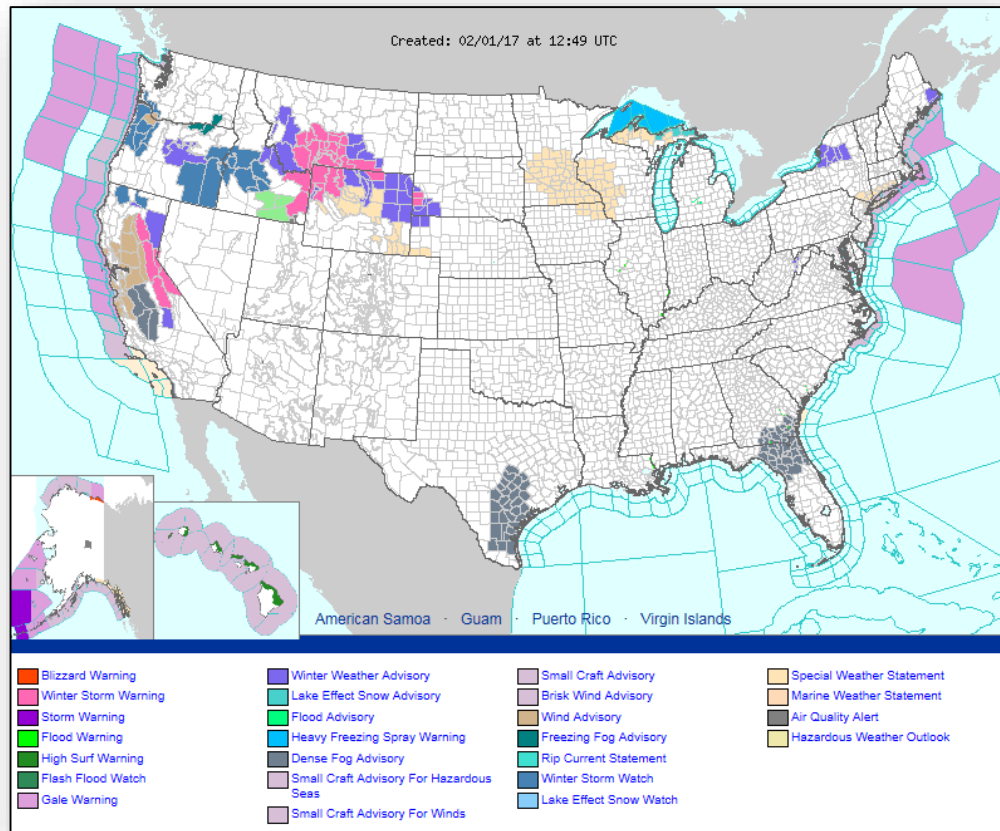 Created: 02/01/17 at 12:49 UTC
American Samoa · Guam · Puerto Rico · Virgin Islands
Blizzard Warning
Winter Storm Warning
Storm Warning
Flood Warning
High Surf Warning
Flash Flood Watch
Gale Warning
Winter Weather Advisory
Lake Effect Snow Advisory
Flood Advisory
Heavy Freezing Spray Warning
Dense Fog Advisory
Small Craft Advisory For Hazardous
Seas
Small Craft Advisory For Winds
Small Craft Advisory
Brisk Wind Advisory
Wind Advisory
Freezing Fog Advisory
Rip Current Statement
Winter Storm Watch
Lake Effect Snow Watch
Special Weather Statement
Marine Weather Statement
Air Quality Alert
Hazardous Weather Outlook